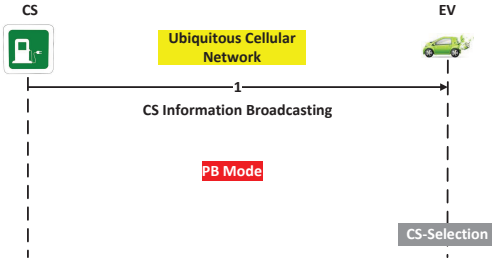 CS
EV
Ubiquitous Cellular
Network
1
CS Information Broadcasting
PB Mode
CS-Selection